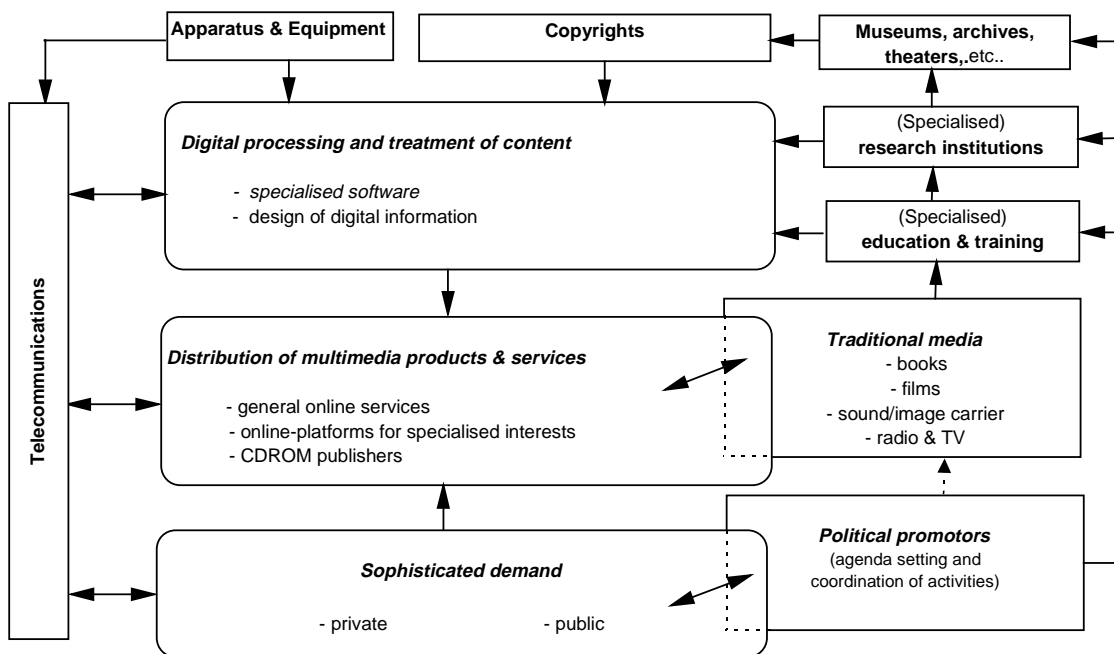 Apparatus & Equipment
Copyrights
Museums, archives,
theaters,.etc..
Telecommunications
Digital processing and treatment of content
- specialised software
- design of digital information
(Specialised)
research institutions
(Specialised)
education & training
Distribution of multimedia products & services
- general online services
- online-platforms for specialised interests
- CDROM publishers
Traditional media
- books
- films
- sound/image carrier
- radio & TV
Sophisticated demand
- private - public
Political promotors
(agenda setting and
coordination of activities)